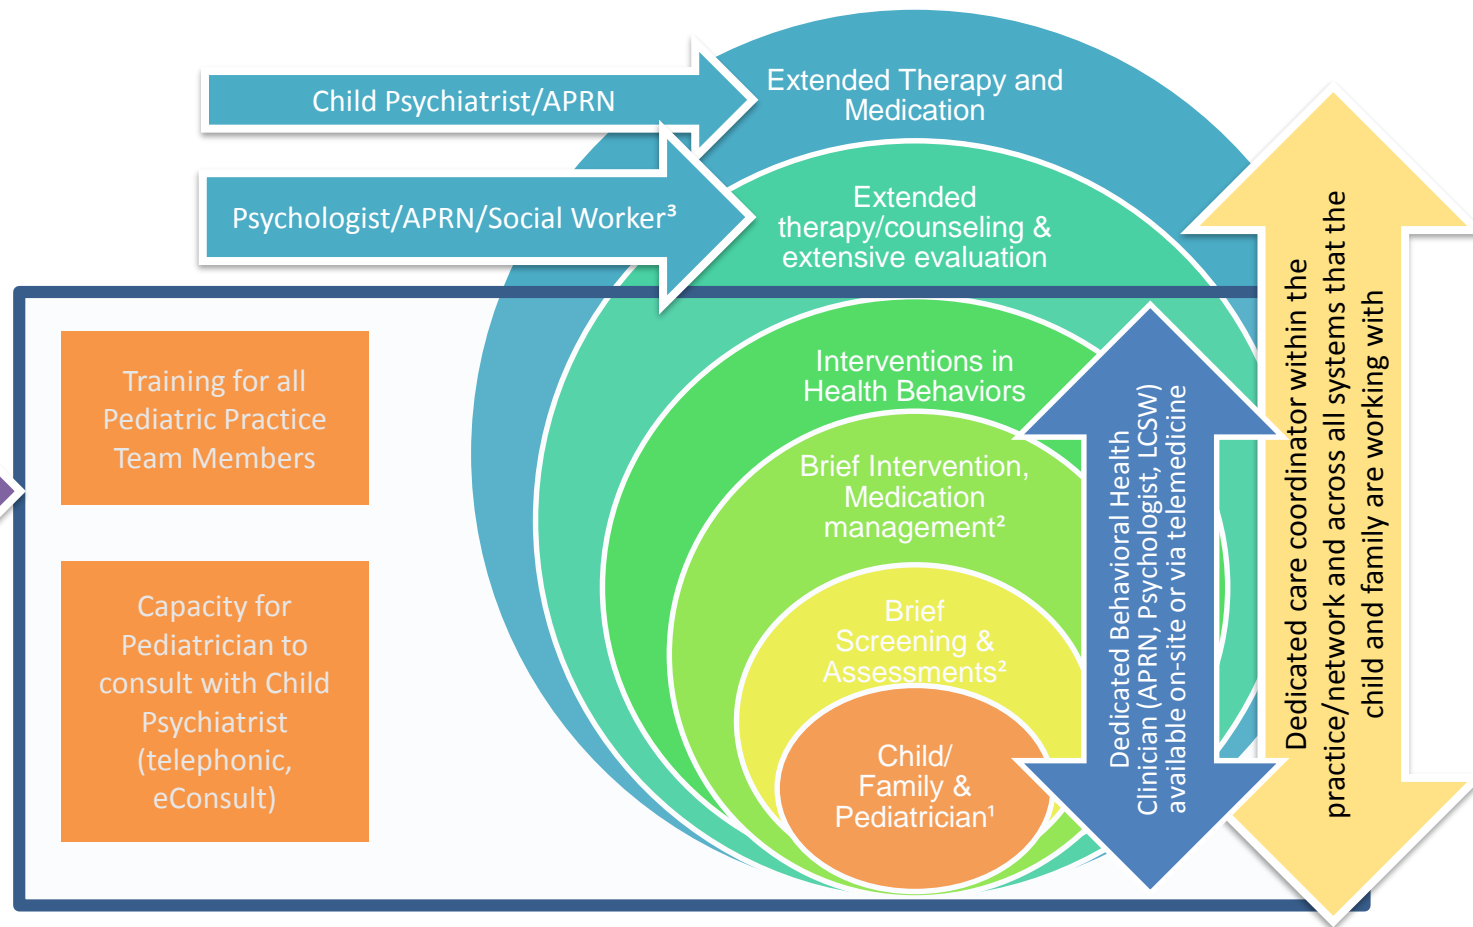 Child Psychiatrist/APRN
Psychologist/APRN/Social Worker³
Extended Therapy and
Medication
Extended
therapy/counseling &
extensive evaluation
Interventions in
Health Behaviors
Brief Intervention,
Medication
management²
Brief
Screening &
Assessments²
Child/
Family &
Pediatrician¹
Training for all
Pediatric Practice
Team Members
Capacity for
Pediatrician to
consult with Child
Psychiatrist
(telephonic,
eConsult)
Dedicated Behavioral Health
Clinician (APRN, Psychologist, LCSW)
available on-site or via telemedicine
Dedicated care coordinator within the
practice/network and across all systems that the
child and family are working with